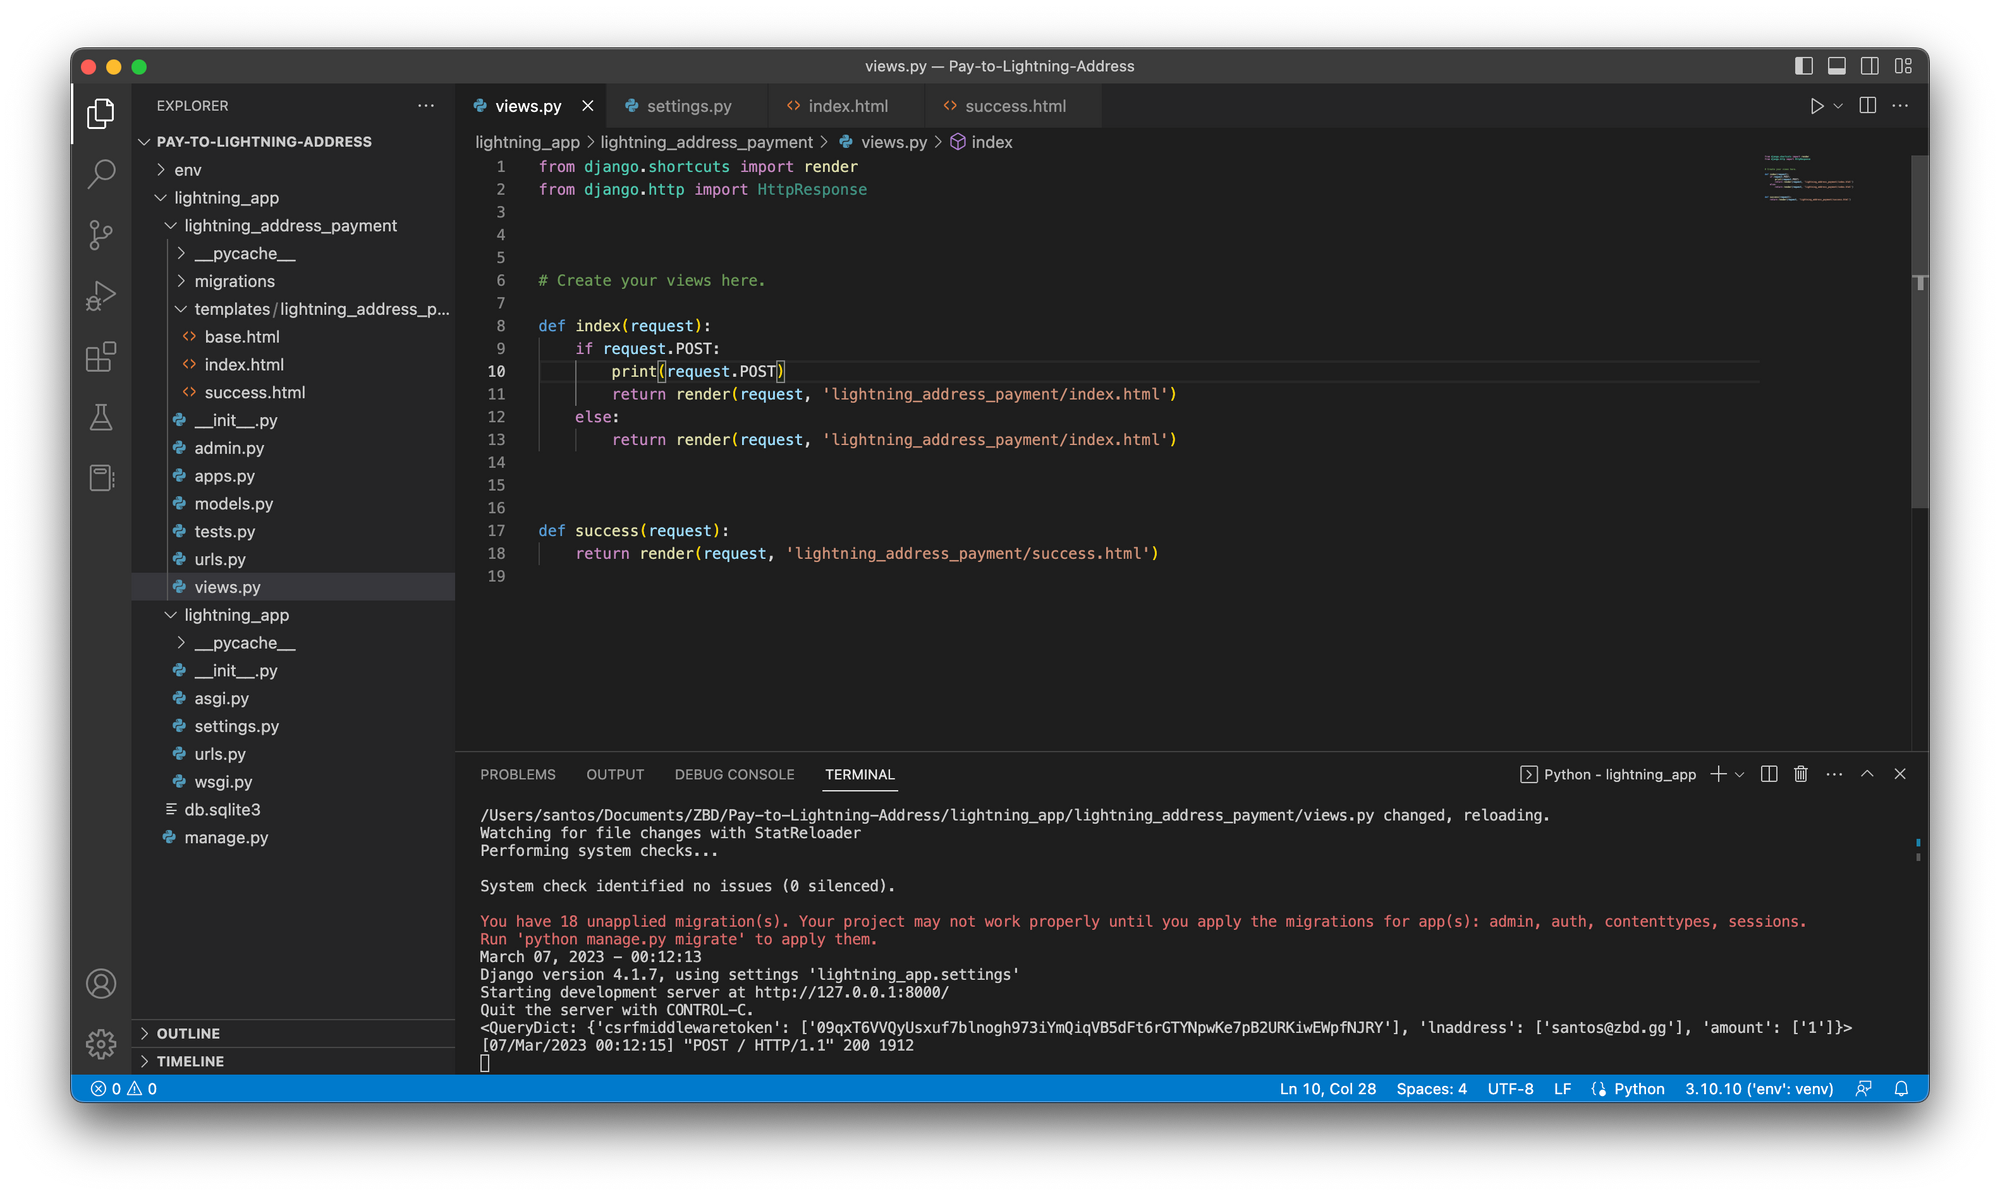 views.py — Pay-to-Lightning-Address
EXPLORER
PAY-TO-LIGHTNING-ADDRESS
env
lightning_app
lightning_address_payment
__pycache__
migrations
templates/lightning_address_p...
base.html
index.html
success.html
__init__.py
admin.py
apps.py
models.py
tests.py
urls.py
views.py
lightning_app
__pycache__
__init__.py
asgi.py
settings.py
urls.py
wsgi.py
db.sqlite3
manage.py
OUTLINE
TIMELINE
views.py settings.py index.html success.html
lightning_app > lightning_address_payment > views.py > index
1 from django.shortcuts import render
2 from django.http import HttpResponse
3
4
5
6 # Create your views here.
7
8 def index(request):
9 if request.POST:
10 print(request.POST)
11 return render(request, 'lightning_address_payment/index.html')
12 else:
13 return render(request, 'lightning_address_payment/index.html')
14
15
16
17 def success(request):
18 return render(request, 'lightning_address_payment/success.html')
19
PROBLEMS OUTPUT DEBUG CONSOLE TERMINAL Python - lightning_app
/Users/santos/Documents/ZBD/Pay-to-Lightning-Address/lightning_app/lightning_address_payment/views.py changed, reloading.
Watching for file changes with StatReloader
Performing system checks...
System check identified no issues (0 silenced).
You have 18 unapplied migration(s). Your project may not work properly until you apply the migrations for app(s): admin, auth, contenttypes, sessions.
Run 'python manage.py migrate' to apply them.
March 07, 2023 - 00:12:13
Django version 4.1.7, using settings 'lightning_app.settings'
Starting development server at http://127.0.0.1:8000/
Quit the server with CONTROL-C.
<QueryDict: {'csrfmiddlewaretoken': ['09qxT6VVQyUsxuf7blnogh973iYmQiqVB5dFt6rGTYNpwKe7pB2URKiwEWpfNJRY'], 'lnaddress': ['santos@zbd.gg'], 'amount': ['1']}>
[07/Mar/2023 00:12:15] "POST / HTTP/1.1" 200 1912
0 0 Ln 10, Col 28 Spaces: 4 UTF-8 LF Python 3.10.10 ('env': venv)